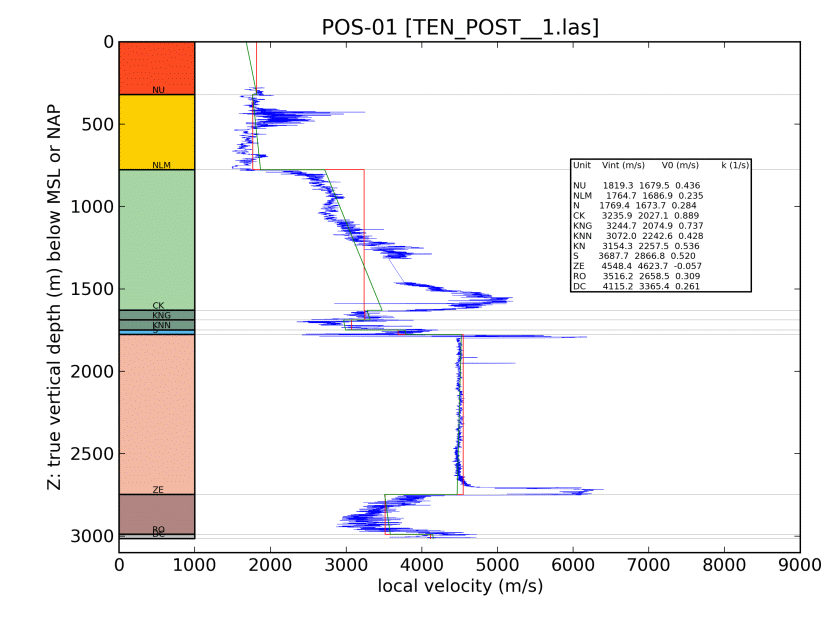 POS-01 [TEN_POST__1.las]
0
500
1000
1500
2000
2500
3000
Z: true vertical depth (m) below MSL or NAP
NU
NLM
CK
KNG
KNN
ZE
RO
DC
Unit Vint (m/s) V0 (m/s) k (1/s)
NU 1819.3 1679.5 0.436
NLM 1764.7 1686.9 0.235
N 1769.4 1673.7 0.284
CK 3235.9 2027.1 0.889
KNG 3244.7 2074.9 0.737
KNN 3072.0 2242.6 0.428
KN 3154.3 2257.5 0.536
S 3687.7 2866.8 0.520
ZE 4548.4 4623.7 -0.057
RO 3516.2 2658.5 0.309
DC 4115.2 3365.4 0.261
0 1000 2000 3000 4000 5000 6000 7000 8000 9000
local velocity (m/s)